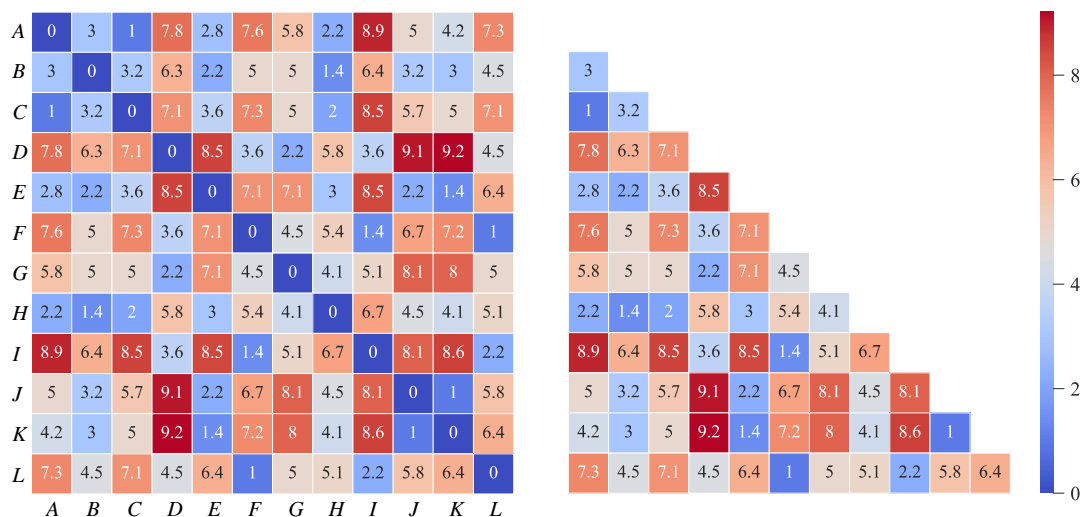 A 0 3 1 7.8 2.8 7.6 5.8 2.2 8.9 5 4.2 7.3
B 3 0 3.2 6.3 2.2 5 5 1.4 6.4 3.2 3 4.5 3
C 1 3.2 0 7.1 3.6 7.3 5 2 8.5 5.7 5 7.1 1 3.2 8
D 7.8 6.3 7.1 0 8.5 3.6 2.2 5.8 3.6 9.1 9.2 4.5 7.8 6.3 7.1
E 2.8 2.2 3.6 8.5 0 7.1 7.1 3 8.5 2.2 1.4 6.4 2.8 2.2 3.6 8.5 6
F 7.6 5 7.3 3.6 7.1 0 4.5 5.4 1.4 6.7 7.2 1 7.6 5 7.3 3.6 7.1
G 5.8 5 5 2.2 7.1 4.5 0 4.1 5.1 8.1 8 5 5.8 5 5 2.2 7.1 4.5 4
H 2.2 1.4 2 5.8 3 5.4 4.1 0 6.7 4.5 4.1 5.1 2.2 1.4 2 5.8 3 5.4 4.1
I 8.9 6.4 8.5 3.6 8.5 1.4 5.1 6.7 0 8.1 8.6 2.2 8.9 6.4 8.5 3.6 8.5 1.4 5.1 6.7
J 5 3.2 5.7 9.1 2.2 6.7 8.1 4.5 8.1 0 1 5.8 5 3.2 5.7 9.1 2.2 6.7 8.1 4.5 8.1 2
K 4.2 3 5 9.2 1.4 7.2 8 4.1 8.6 1 0 6.4 4.2 3 5 9.2 1.4 7.2 8 4.1 8.6 1
L 7.3 4.5 7.1 4.5 6.4 1 5 5.1 2.2 5.8 6.4 0 7.3 4.5 7.1 4.5 6.4 1 5 5.1 2.2 5.8 6.4 0
A B C D E F G H I J K L